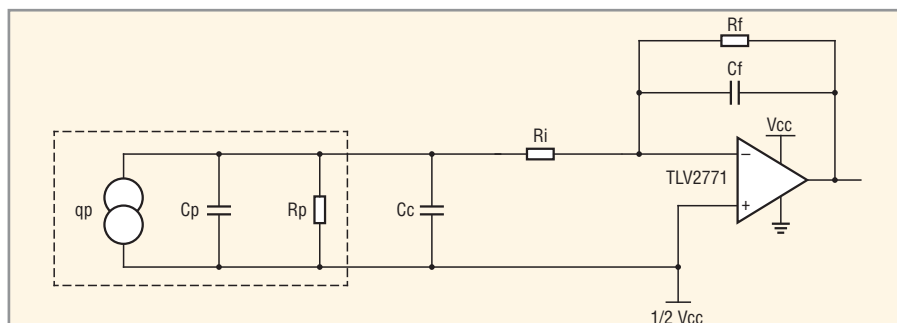 Rf
Cf
Vcc
Ri
TLV2771
−
+
qp
Cp
Rp
Cc
1/2 Vcc